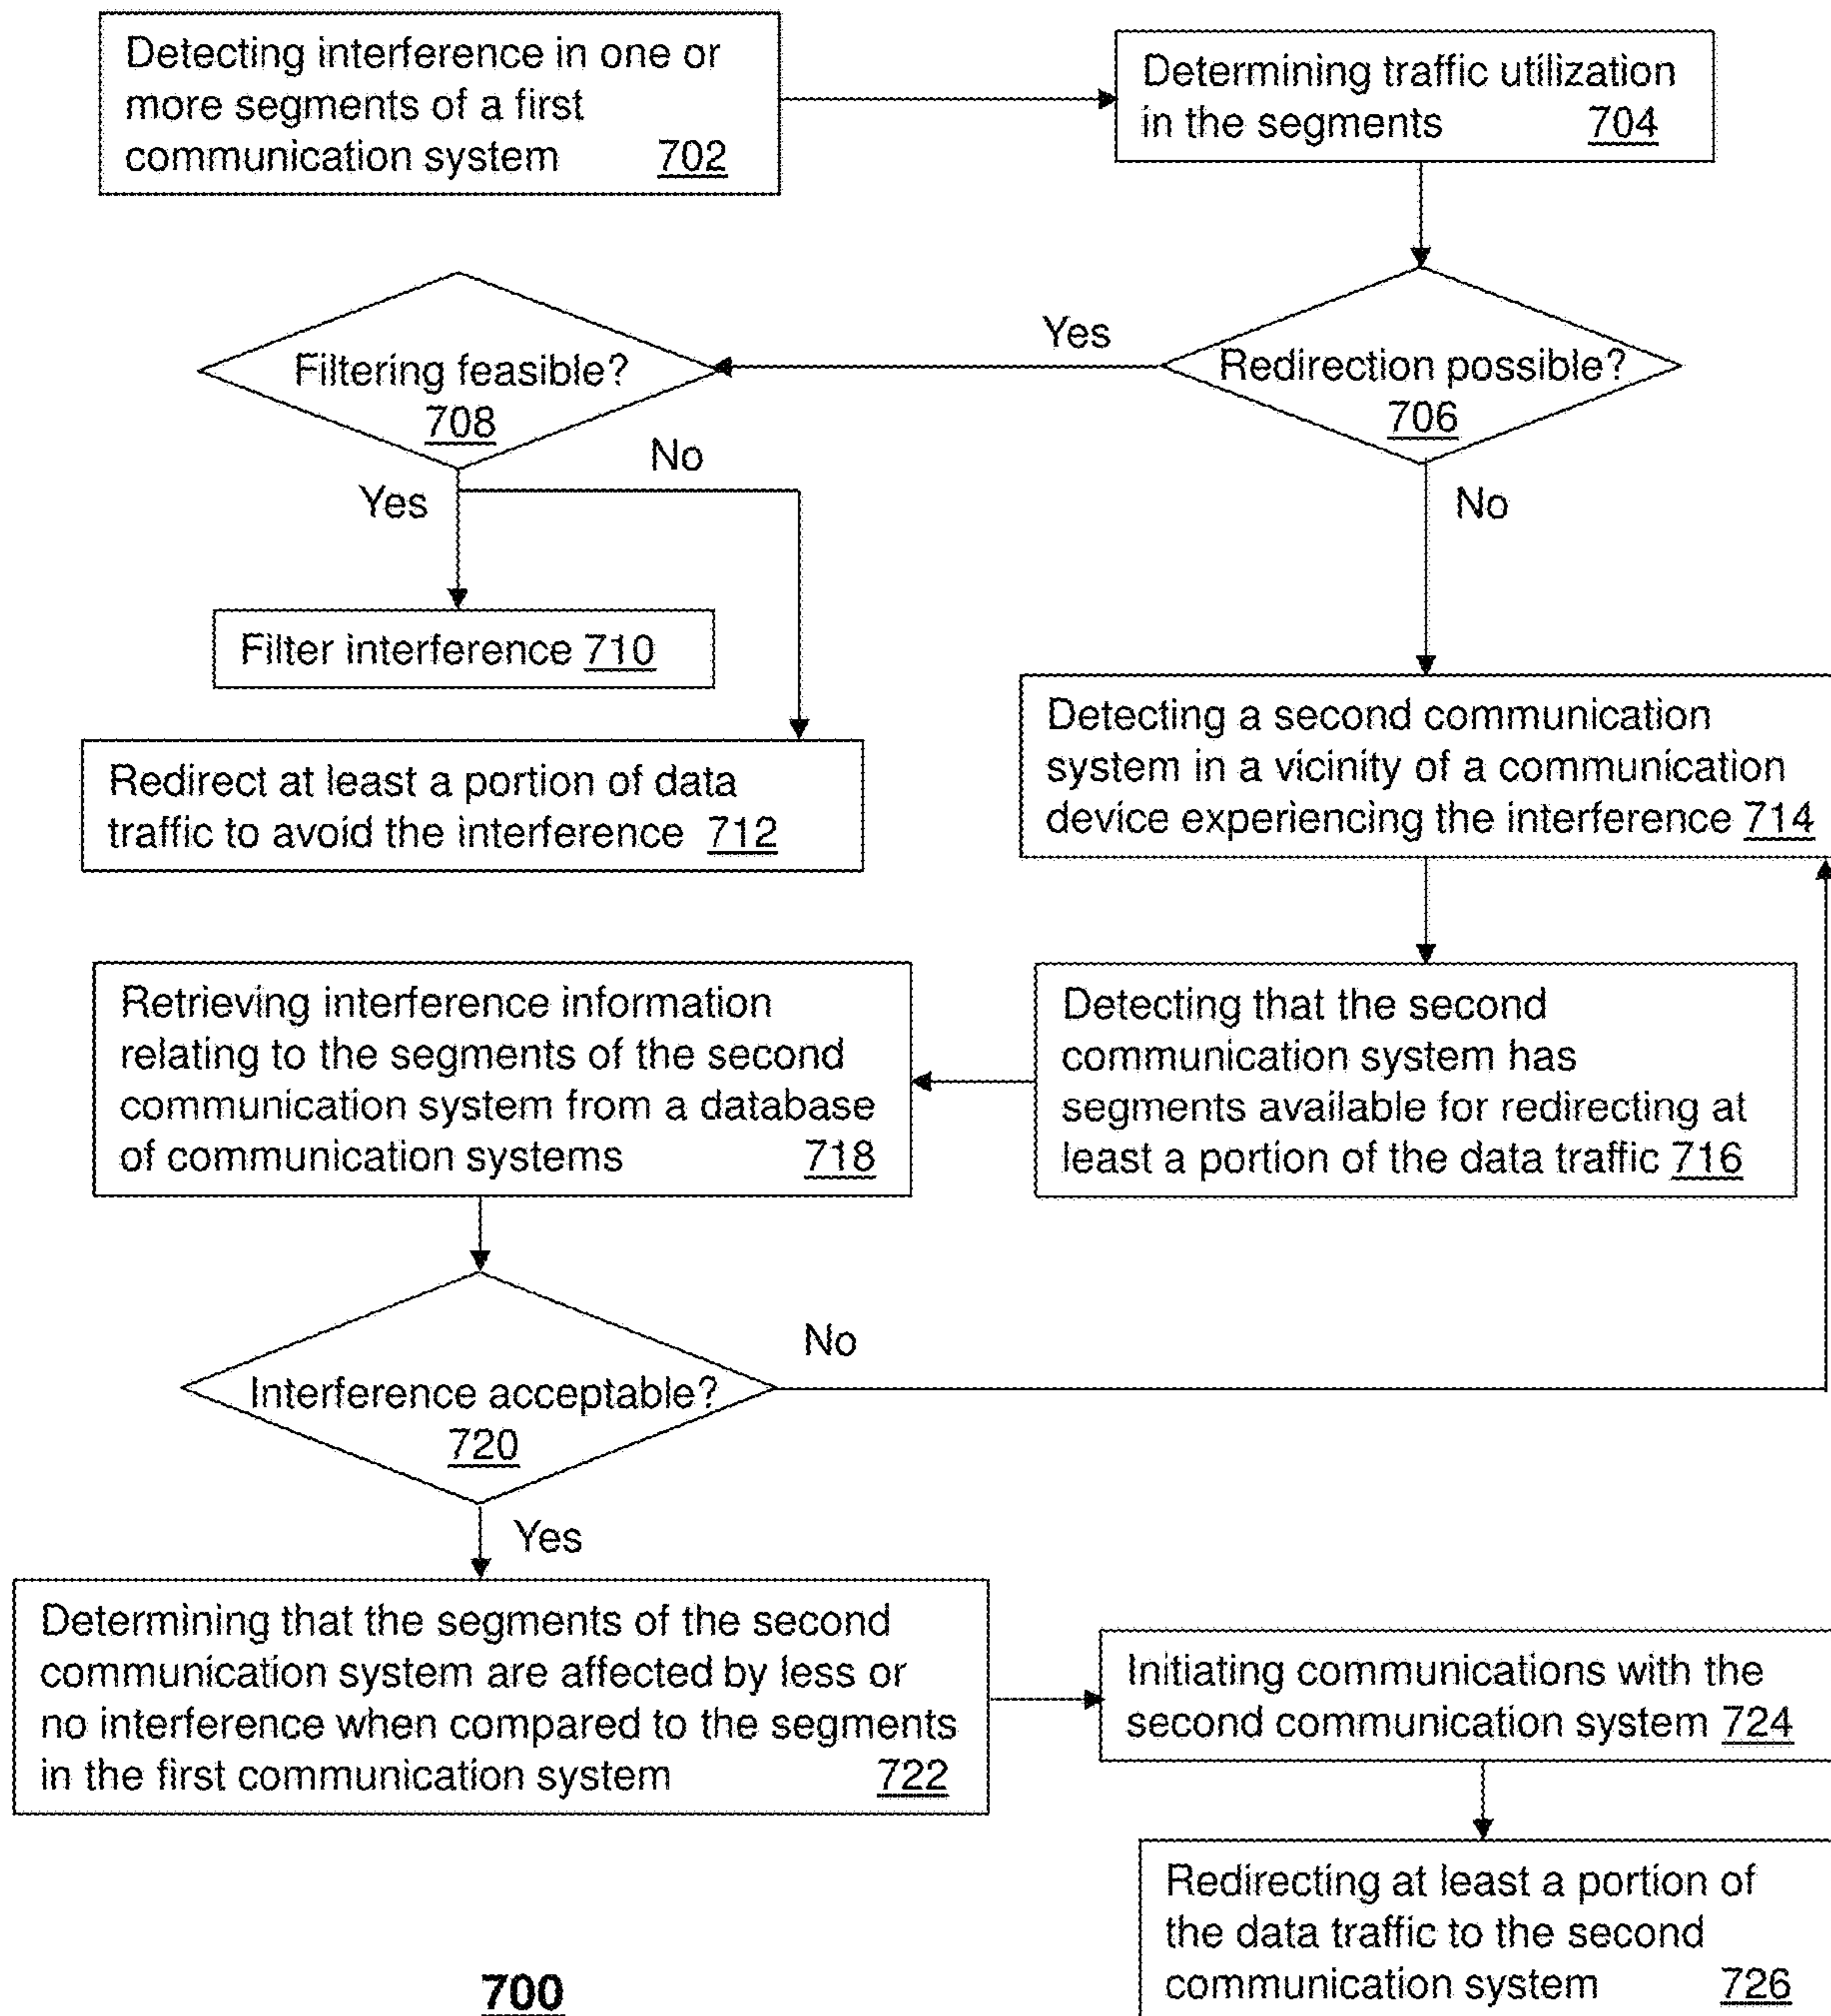 Detecting interference in one or
more segments of a first
communication system 702
Determining traffic utilization
in the segments 704
Redirection possible?
706
Yes
No
Filtering feasible?
708
Yes
No
Filter interference 710
Redirect at least a portion of data
traffic to avoid the interference 712
Detecting a second communication
system in a vicinity of a communication
device experiencing the interference 714
Detecting that the second
communication system has
segments available for redirecting at
least a portion of the data traffic 716
Retrieving interference information
relating to the segments of the second
communication system from a database
of communication systems 718
Interference acceptable?
720
No
Yes
Determining that the segments of the second
communication system are affected by less or
no interference when compared to the segments
in the first communication system 722
Initiating communications with the
second communication system 724
Redirecting at least a portion of
the data traffic to the second
communication system 726
700